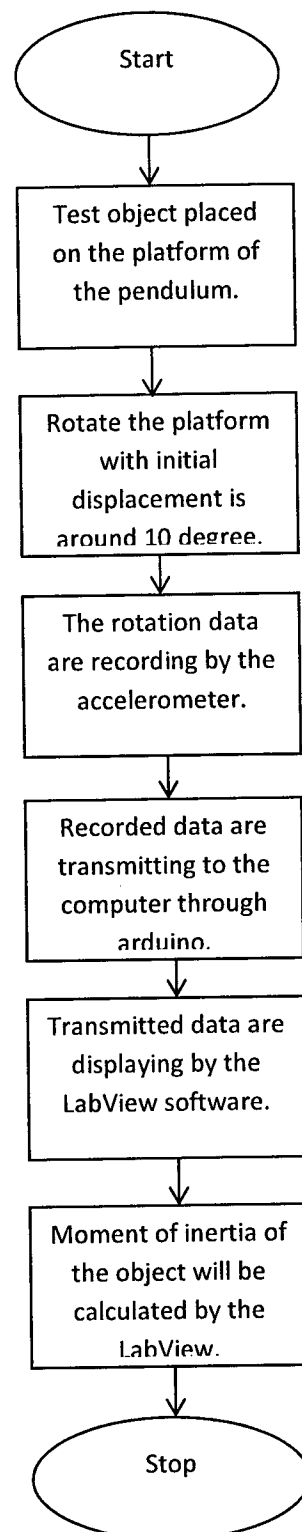 Start
Test object placed
on the platform of
the pendulum.
Rotate the platform
with initial
displacement is
around 10 degree.
The rotation data
are recording by the
accelerometer.
Recorded data are
transmitting to the
computer through
arduino.
Transmitted data are
displaying by the
LabView software.
Moment of inertia of
the object will be
calculated by the
LabView.
Stop